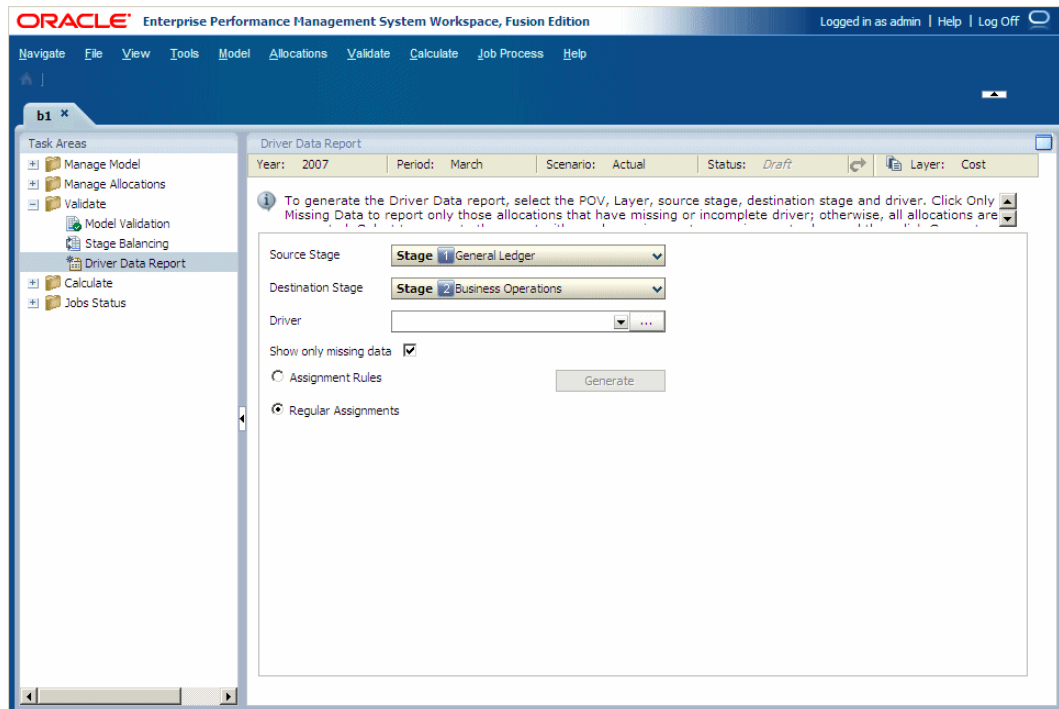 ORACLE Enterprise Performance Management System Workspace, Fusion Edition
Logged in as admin | Help | Log Off
Navigate File View Tools Model Allocations Validate Calculate Job Process Help
b1 ×
Task Areas
Manage Model
Manage Allocations
Validate
Model Validation
Stage Balancing
Driver Data Report
Calculate
Jobs Status
Driver Data Report
Year: 2007 Period: March Scenario: Actual Status: Draft Layer: Cost
To generate the Driver Data report, select the POV, Layer, source stage, destination stage and driver. Click Only
Missing Data to report only those allocations that have missing or incomplete driver; otherwise, all allocations are
Source Stage Stage 1 General Ledger
Destination Stage Stage 2 Business Operations
Driver ...
Show only missing data
Assignment Rules
Generate
Regular Assignments